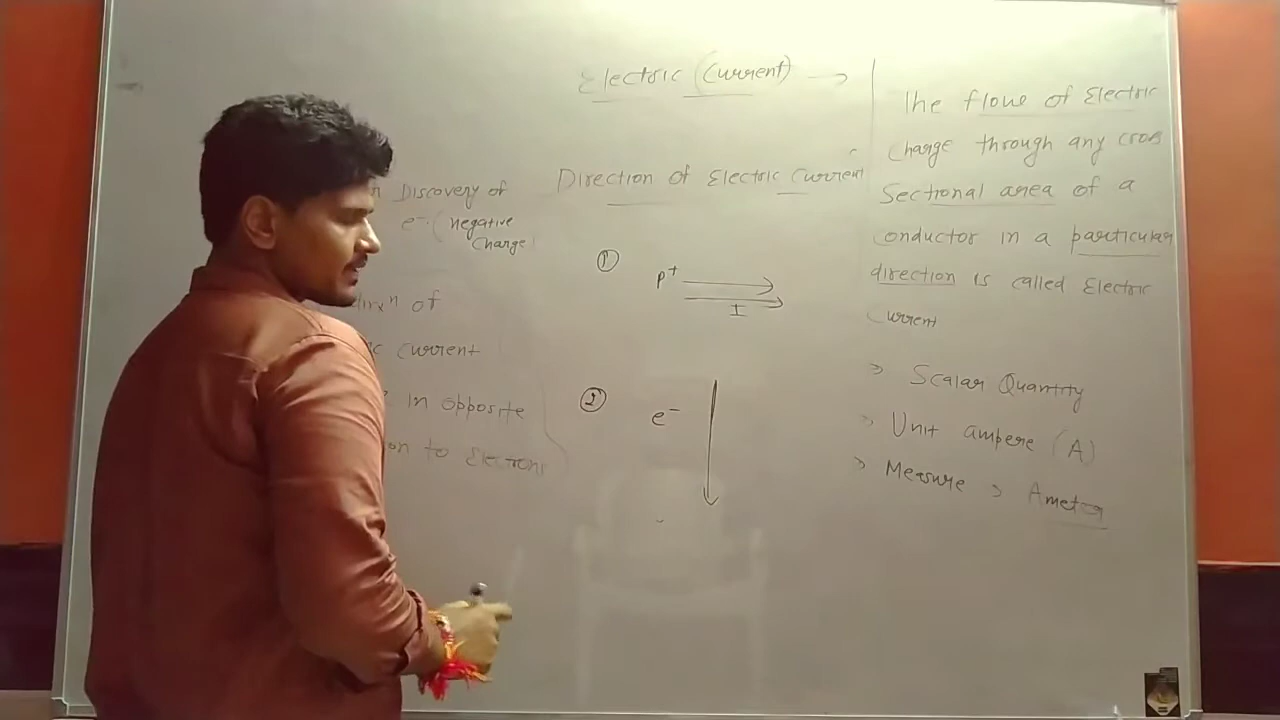 Electric (Current) →
The flowe of Electric
Charge through any cross
Sectional area of a
Conductor in a particular
direction is called Electric
Current
» Scalar Quantity
» Unit ampere (A)
» Measure > Ameter
Direction of Electric Current
①
P⁺
I
②
e⁻
Discovery of
e⁻ (negative
Charge)
of
current
in opposite
to Electrons